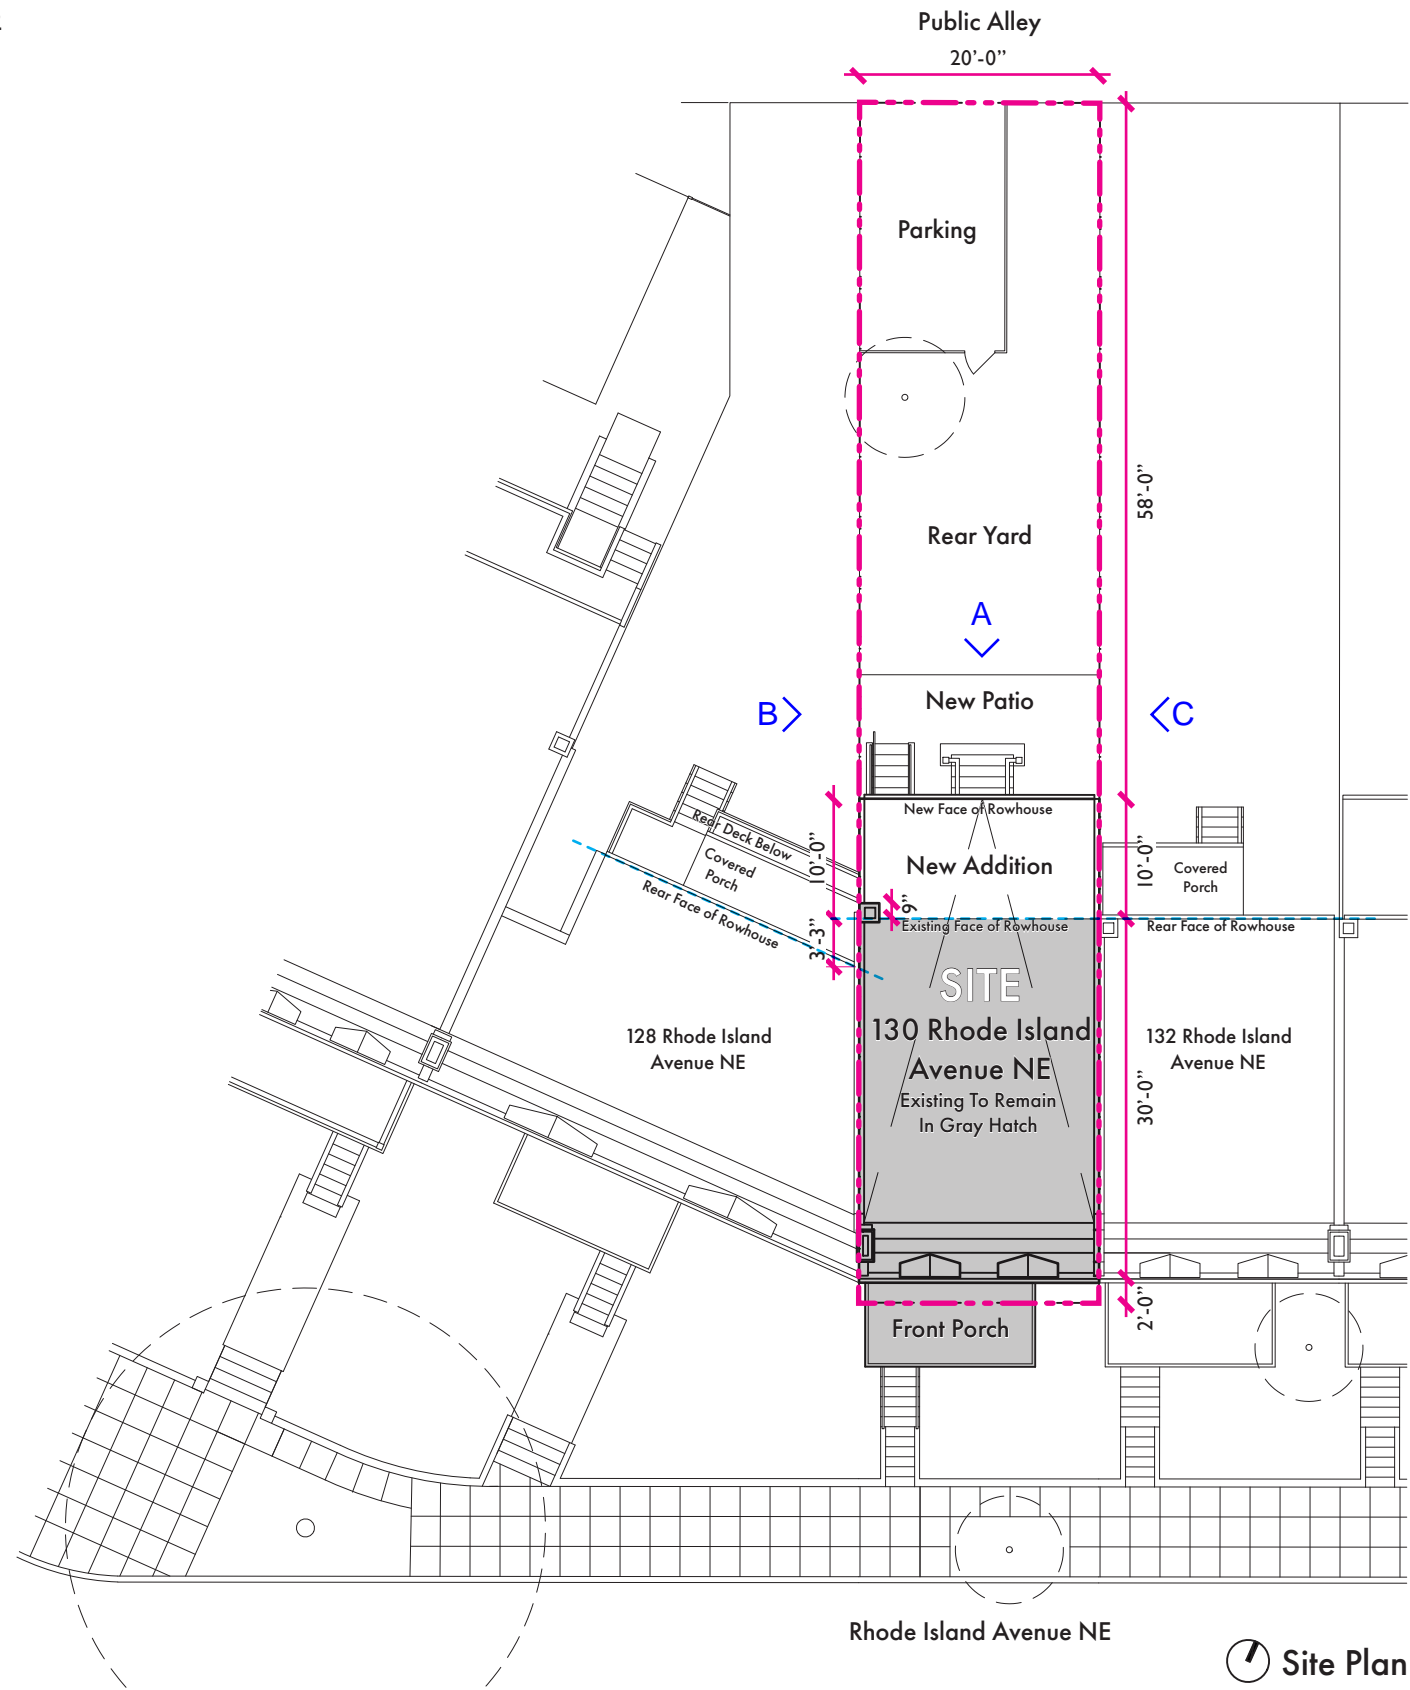 Public Alley
20'-0"
Parking
58'-0"
Rear Yard
A
B
New Patio
C
New Face of Rowhouse
Rear Deck Below
10'-0"
New Addition
10'-0"
Covered
Porch
Covered
Porch
Rear Face of Rowhouse
9"
Existing Face of Rowhouse
Rear Face of Rowhouse
3'-3"
SITE
128 Rhode Island
Avenue NE
130 Rhode Island
Avenue NE
Existing To Remain
In Gray Hatch
132 Rhode Island
Avenue NE
30'-0"
2'-0"
Front Porch
Rhode Island Avenue NE
Site Plan